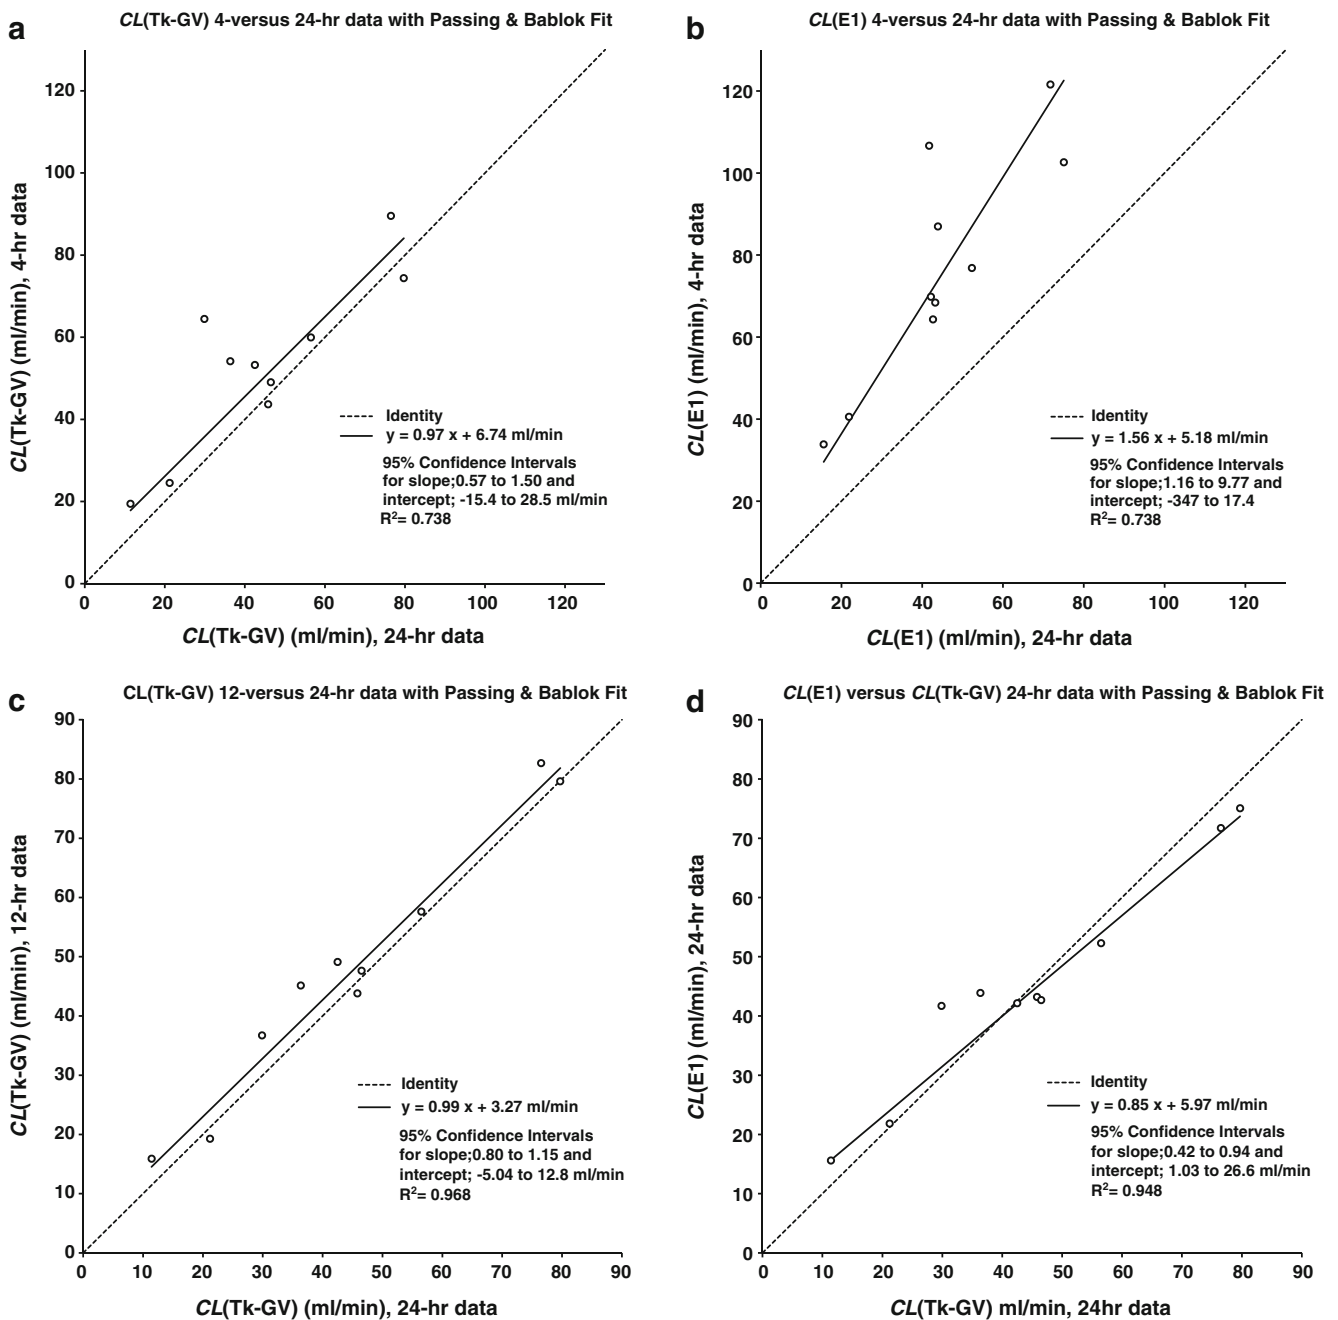 a
CL(Tk-GV) 4-versus 24-hr data with Passing & Bablok Fit
CL(Tk-GV) (ml/min), 4-hr data
120
100
80
60
40
20
0
0 20 40 60 80 100 120
Identity
y = 0.97 x + 6.74 ml/min
95% Confidence Intervals
for slope;0.57 to 1.50 and
intercept; -15.4 to 28.5 ml/min
R²= 0.738
CL(Tk-GV) (ml/min), 24-hr data
b
CL(E1) 4-versus 24-hr data with Passing & Bablok Fit
CL(E1) (ml/min), 4-hr data
120
100
80
60
40
20
0
0 20 40 60 80 100 120
Identity
y = 1.56 x + 5.18 ml/min
95% Confidence Intervals
for slope;1.16 to 9.77 and
intercept; -347 to 17.4
R²= 0.738
CL(E1) (ml/min), 24-hr data
c
CL(Tk-GV) 12-versus 24-hr data with Passing & Bablok Fit
CL(Tk-GV) (ml/min), 12-hr data
90
80
70
60
50
40
30
20
10
0
0 10 20 30 40 50 60 70 80 90
Identity
y = 0.99 x + 3.27 ml/min
95% Confidence Intervals
for slope;0.80 to 1.15 and
intercept; -5.04 to 12.8 ml/min
R²= 0.968
CL(Tk-GV) (ml/min), 24-hr data
d
CL(E1) versus CL(Tk-GV) 24-hr data with Passing & Bablok Fit
CL(E1) (ml/min), 24-hr data
90
80
70
60
50
40
30
20
10
0
0 10 20 30 40 50 60 70 80 90
Identity
y = 0.85 x + 5.97 ml/min
95% Confidence Intervals
for slope;0.42 to 0.94 and
intercept; 1.03 to 26.6 ml/min
R²= 0.948
CL(Tk-GV) ml/min, 24hr data